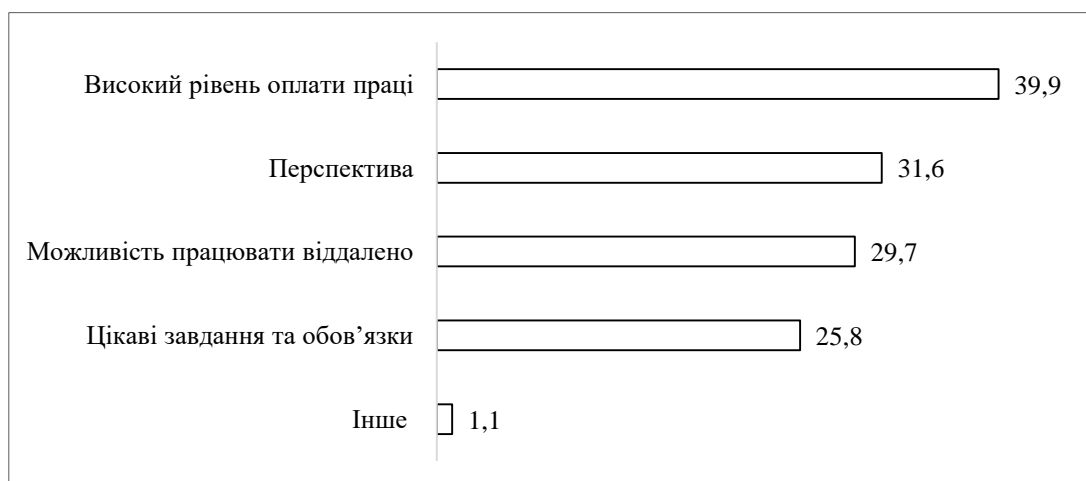 Високий рівень оплати праці 39,9
Перспектива 31,6
Можливість працювати віддалено 29,7
Цікаві завдання та обов’язки 25,8
Інше 1,1